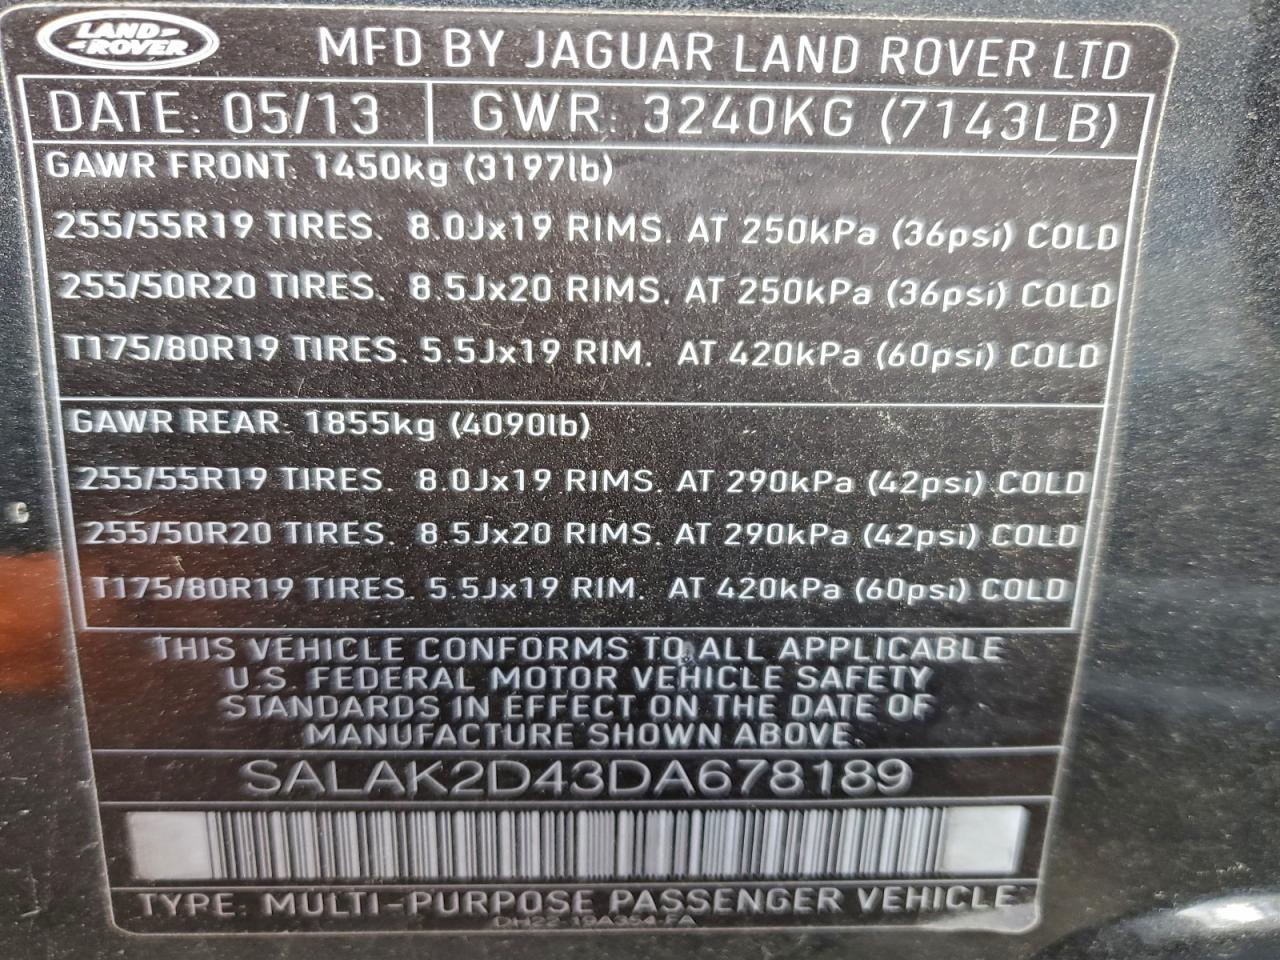 LAND ROVER
MFD BY JAGUAR LAND ROVER LTD
DATE: 05/13 GWR: 3240KG (7143LB)
GAWR FRONT: 1450kg (3197lb)
255/55R19 TIRES. 8.0Jx19 RIMS. AT 250kPa (36psi) COLD
255/50R20 TIRES. 8.5Jx20 RIMS. AT 250kPa (36psi) COLD
T175/80R19 TIRES. 5.5Jx19 RIM. AT 420kPa (60psi) COLD
GAWR REAR: 1855kg (4090lb)
255/55R19 TIRES. 8.0Jx19 RIMS. AT 290kPa (42psi) COLD
255/50R20 TIRES. 8.5Jx20 RIMS. AT 290kPa (42psi) COLD
T175/80R19 TIRES. 5.5Jx19 RIM. AT 420kPa (60psi) COLD
THIS VEHICLE CONFORMS TO ALL APPLICABLE
U.S. FEDERAL MOTOR VEHICLE SAFETY
STANDARDS IN EFFECT ON THE DATE OF
MANUFACTURE SHOWN ABOVE.
SALAK2D43DA678189
TYPE: MULTI-PURPOSE PASSENGER VEHICLE
DH22-19A354-EA